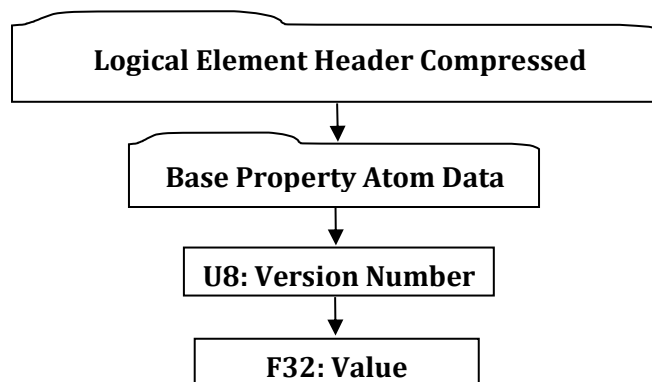 Logical Element Header Compressed
Base Property Atom Data
U8: Version Number
F32: Value